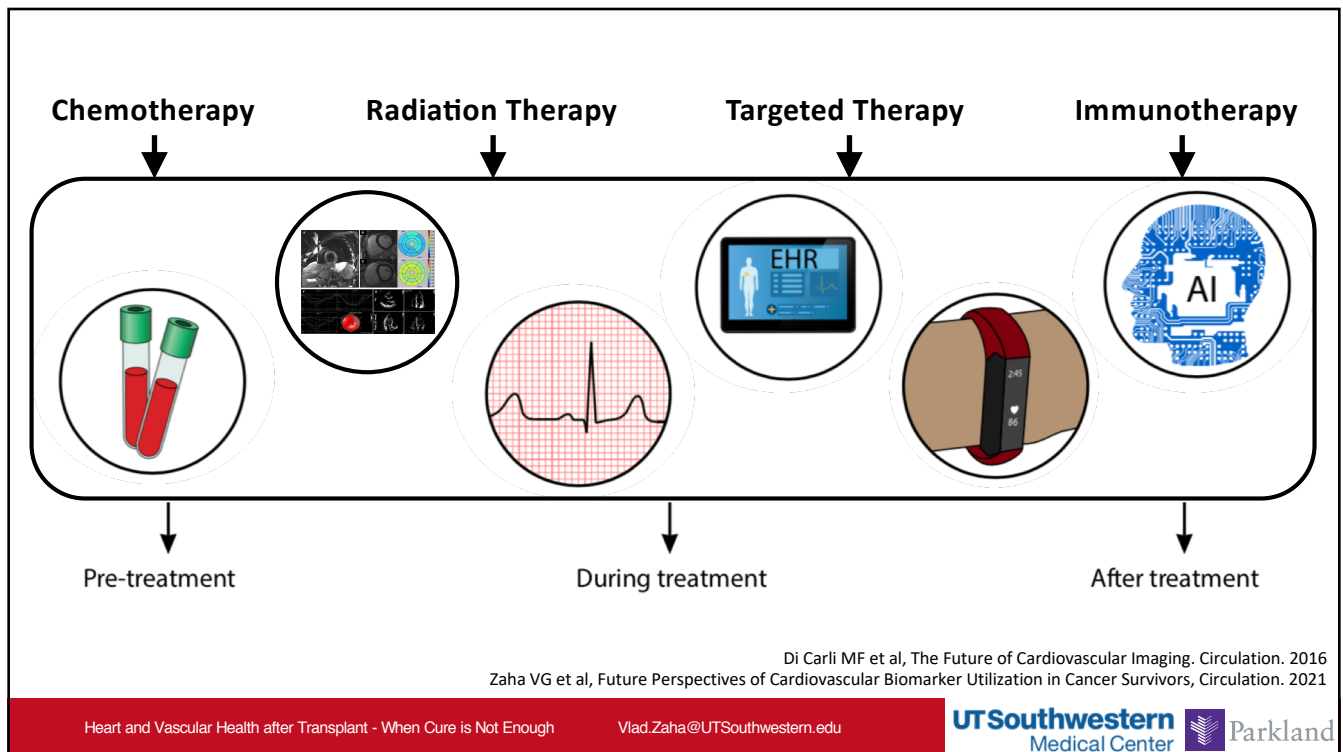 Chemotherapy
Radiation Therapy
Targeted Therapy
Immunotherapy
EHR
AI
2:45
86
Pre-treatment
During treatment
After treatment
Di Carli MF et al, The Future of Cardiovascular Imaging. Circulation. 2016
Zaha VG et al, Future Perspectives of Cardiovascular Biomarker Utilization in Cancer Survivors, Circulation. 2021
Heart and Vascular Health after Transplant - When Cure is Not Enough
Vlad.Zaha@UTSouthwestern.edu
UTSouthwestern
Medical Center
Parkland